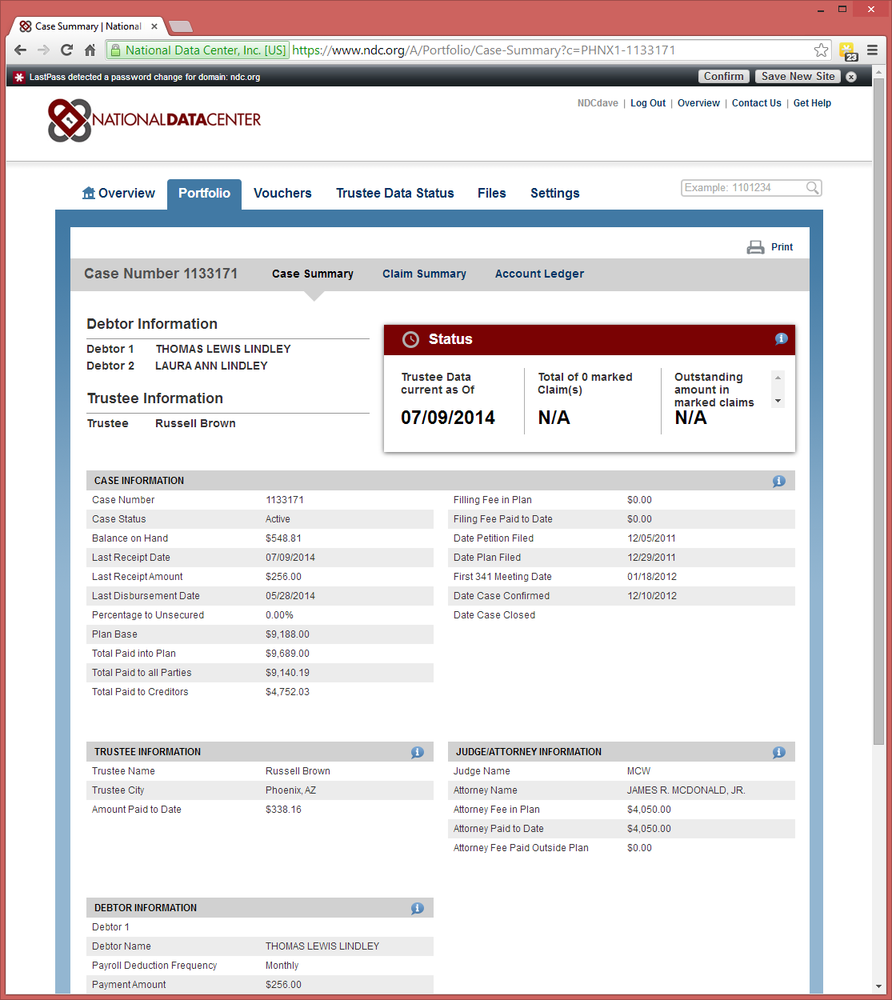 Case Summary | National
National Data Center, Inc. [US] https://www.ndc.org/A/Portfolio/Case-Summary?c=PHNX1-1133171
23
LastPass detected a password change for domain: ndc.org Confirm Save New Site
NDCdave | Log Out | Overview | Contact Us | Get Help
NATIONALDATACENTER
Overview Portfolio Vouchers Trustee Data Status Files Settings
Example: 1101234
Print
Case Number 1133171 Case Summary Claim Summary Account Ledger
Debtor Information
Debtor 1 THOMAS LEWIS LINDLEY
Debtor 2 LAURA ANN LINDLEY
Trustee Information
Trustee Russell Brown
Status
Trustee Data
current as Of
07/09/2014
Total of 0 marked
Claim(s)
N/A
Outstanding
amount in
marked claims
N/A
CASE INFORMATION
Case Number 1133171
Case Status Active
Balance on Hand $548.81
Last Receipt Date 07/09/2014
Last Receipt Amount $256.00
Last Disbursement Date 05/28/2014
Percentage to Unsecured 0.00%
Plan Base $9,188.00
Total Paid into Plan $9,689.00
Total Paid to all Parties $9,140.19
Total Paid to Creditors $4,752.03
Filling Fee in Plan $0.00
Filing Fee Paid to Date $0.00
Date Petition Filed 12/05/2011
Date Plan Filed 12/29/2011
First 341 Meeting Date 01/18/2012
Date Case Confirmed 12/10/2012
Date Case Closed
TRUSTEE INFORMATION
Trustee Name Russell Brown
Trustee City Phoenix, AZ
Amount Paid to Date $338.16
JUDGE/ATTORNEY INFORMATION
Judge Name MCW
Attorney Name JAMES R. MCDONALD, JR.
Attorney Fee in Plan $4,050.00
Attorney Paid to Date $4,050.00
Attorney Fee Paid Outside Plan $0.00
DEBTOR INFORMATION
Debtor 1
Debtor Name THOMAS LEWIS LINDLEY
Payroll Deduction Frequency Monthly
Payment Amount $256.00